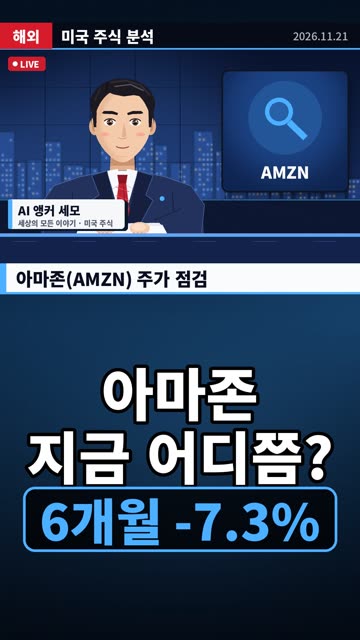 해외 미국 주식 분석 2026.11.21
LIVE
AMZN
AI 앵커 세모
세상의 모든 이야기 · 미국 주식
아마존(AMZN) 주가 점검
아마존
지금 어디쯤?
6개월 -7.3%